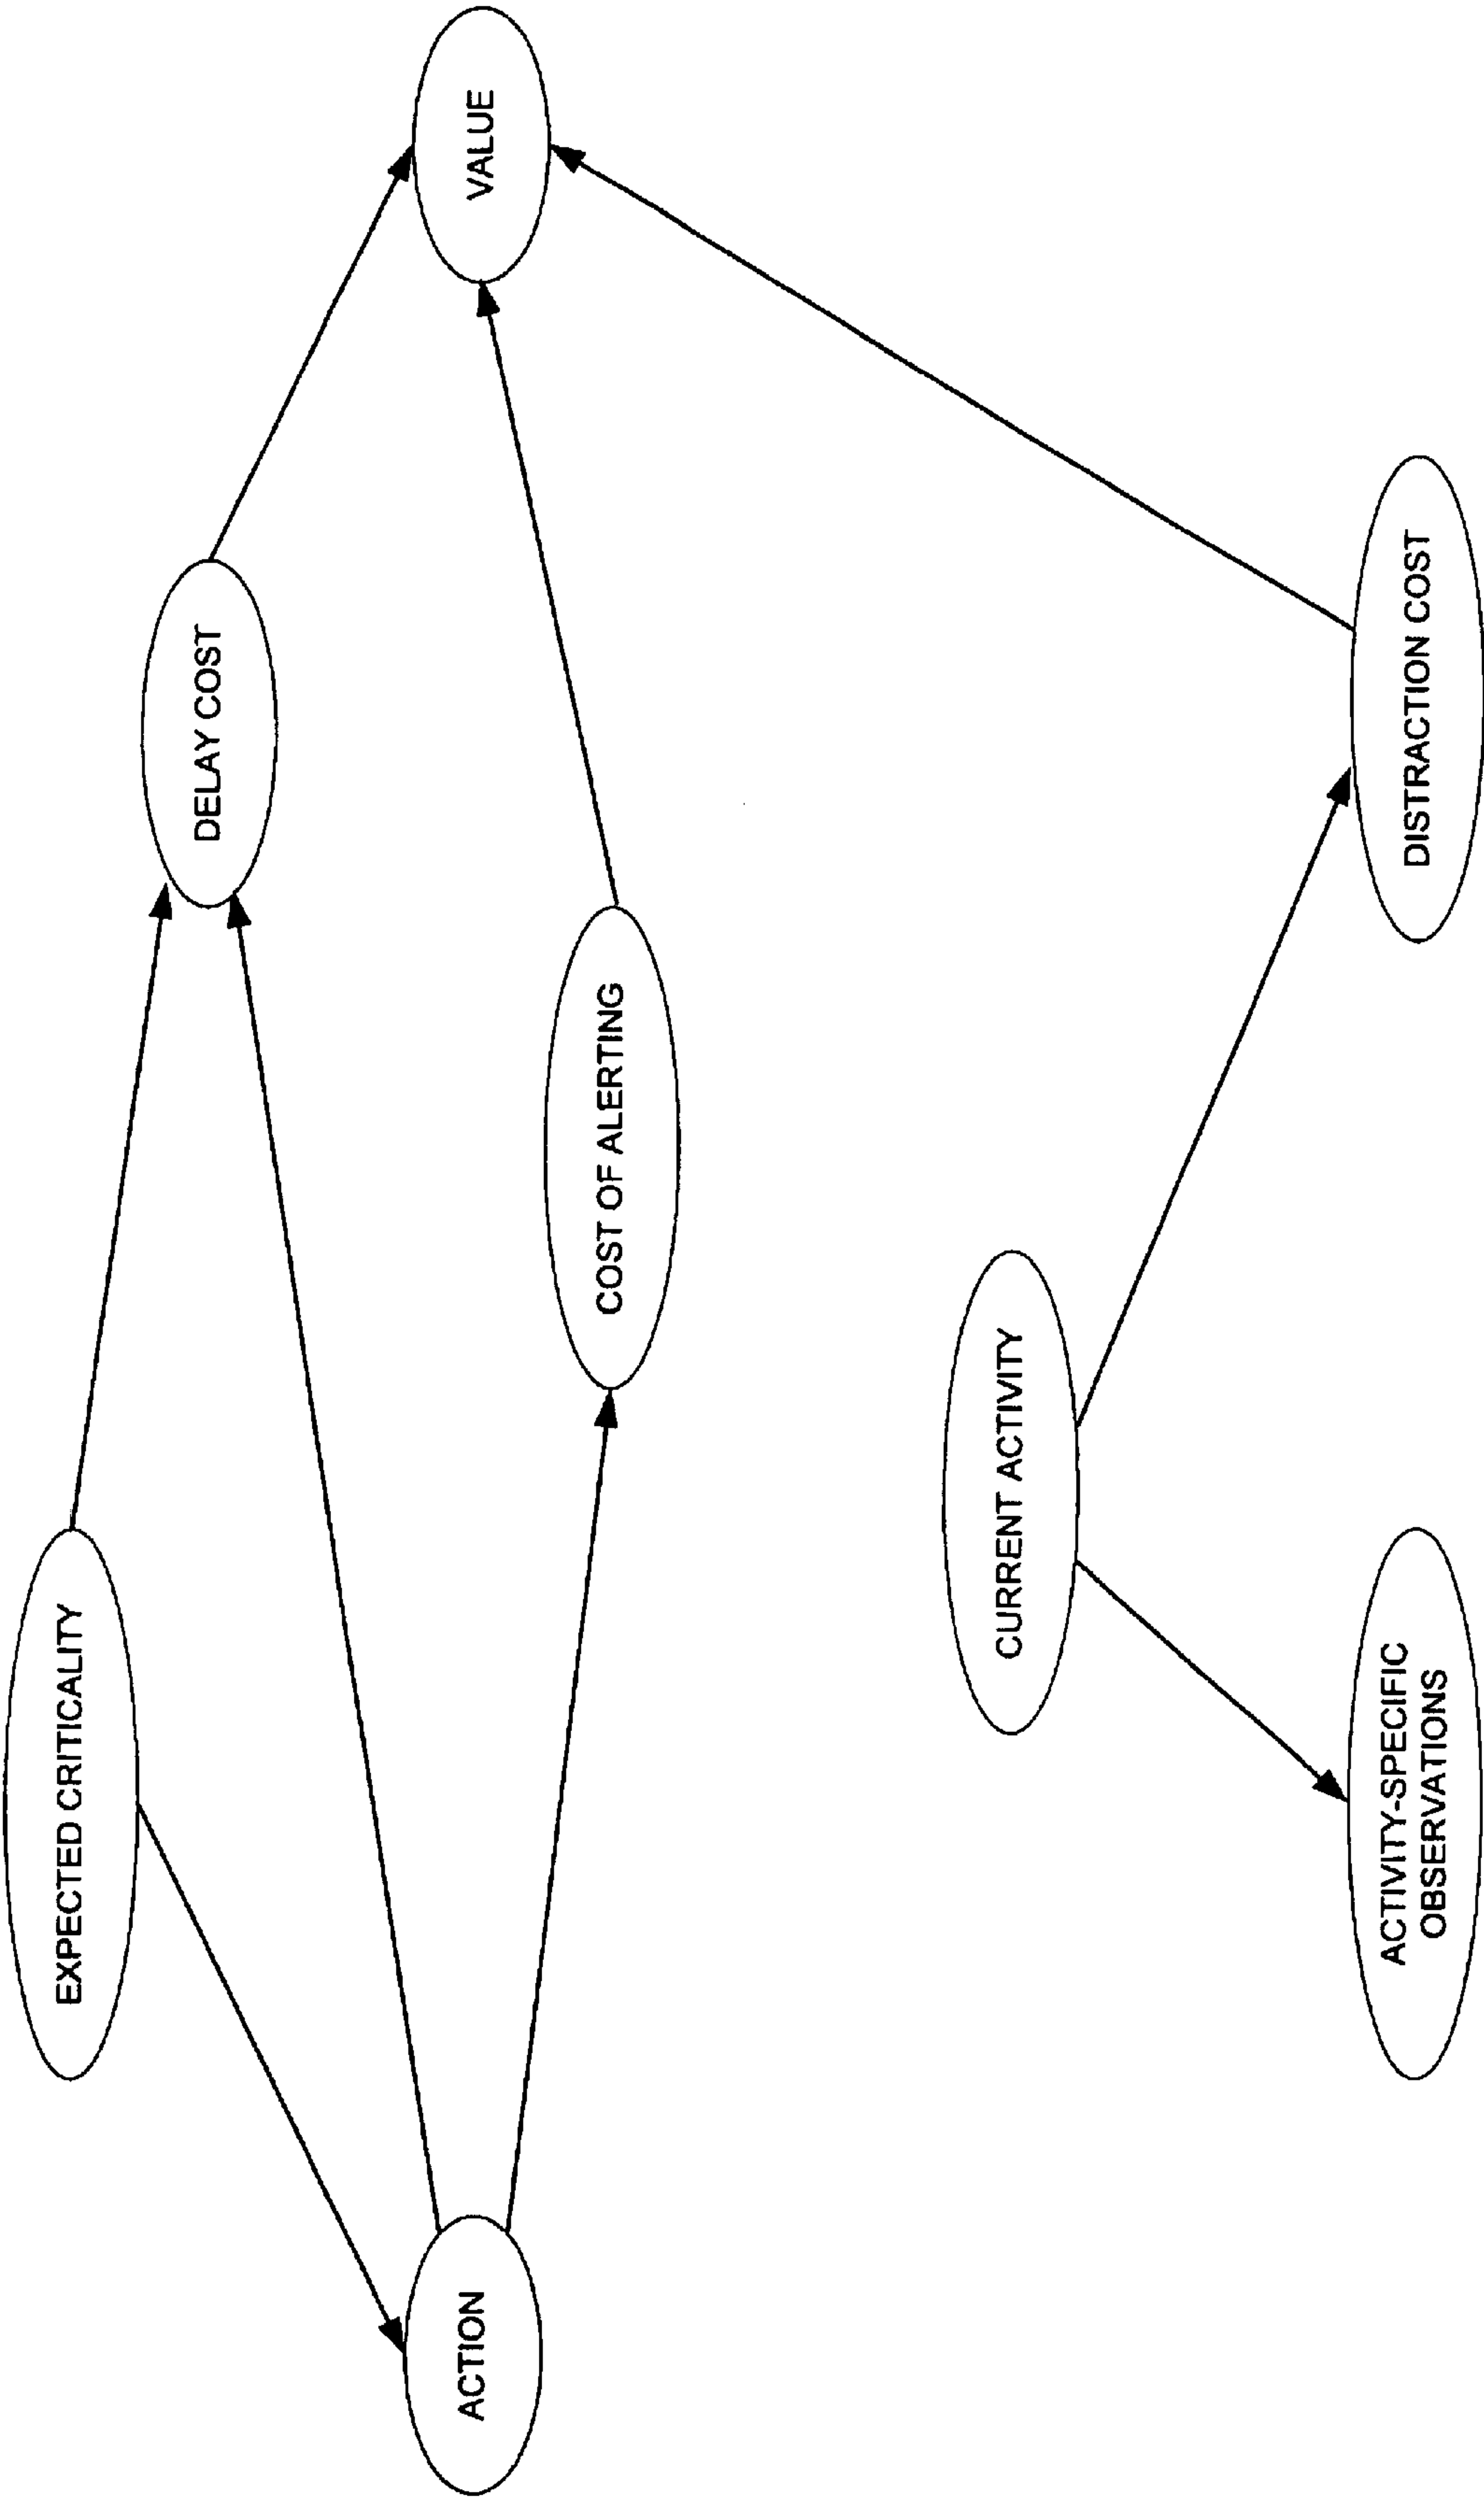 EXPECTED CRITICALITY
DELAY COST
ACTION
VALUE
COST OF ALERTING
CURRENT ACTIVITY
ACTIVITY-SPECIFIC
OBSERVATIONS
DISTRACTION COST